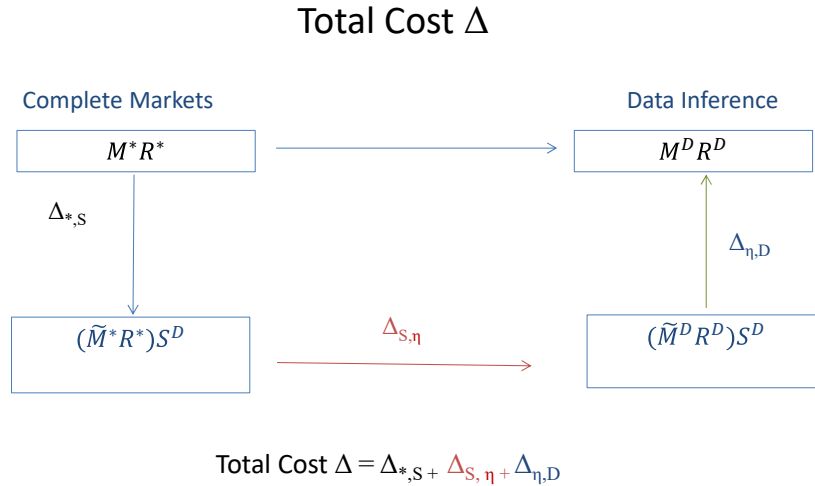 Total Cost Δ
Complete Markets
Data Inference
M*R*
M^D R^D
Δ*,S
Δη,D
(M̃*R*)S^D
ΔS,η
(M̃^D R^D)S^D
Total Cost Δ = Δ*,S + ΔS, η + Δη,D